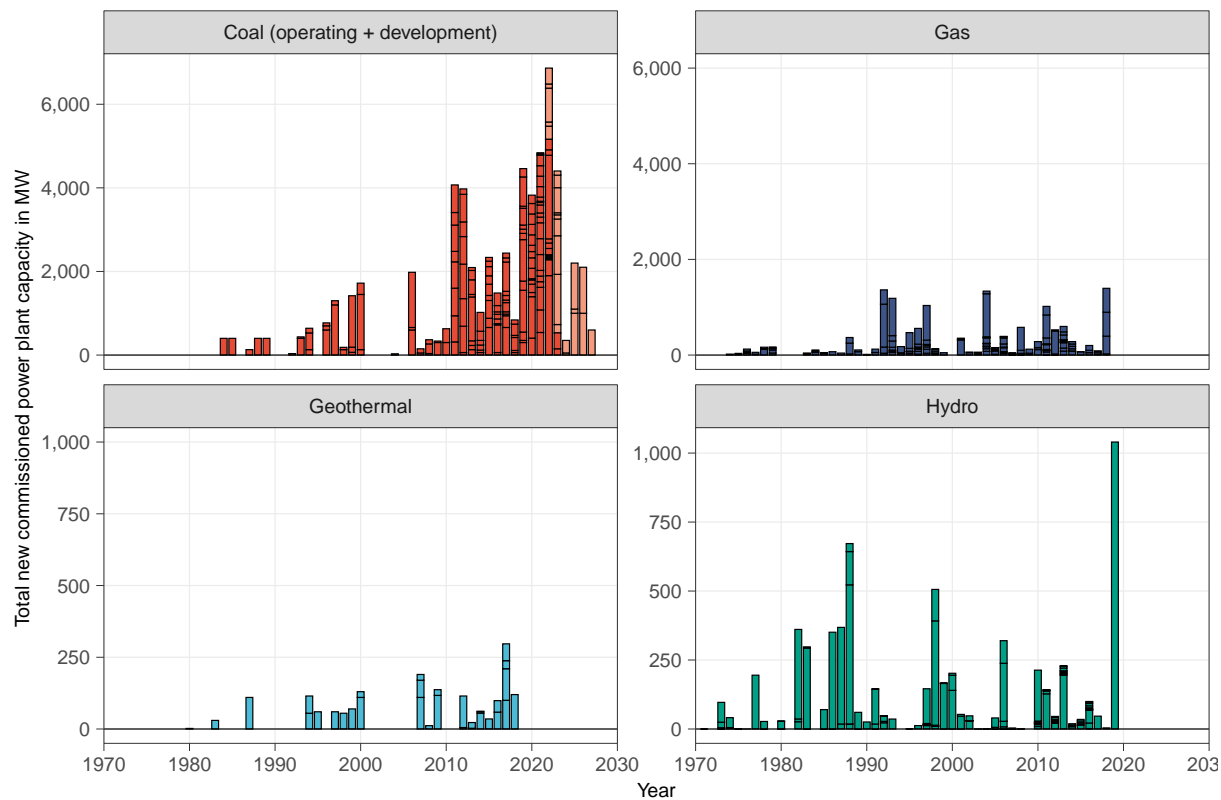 Coal (operating + development)
Gas
Total new commissioned power plant capacity in MW
6,000
4,000
2,000
0
6,000
4,000
2,000
0
Geothermal
Hydro
1,000
750
500
250
0
1,000
750
500
250
0
1970 1980 1990 2000 2010 2020 2030
1970 1980 1990 2000 2010 2020 203
Year